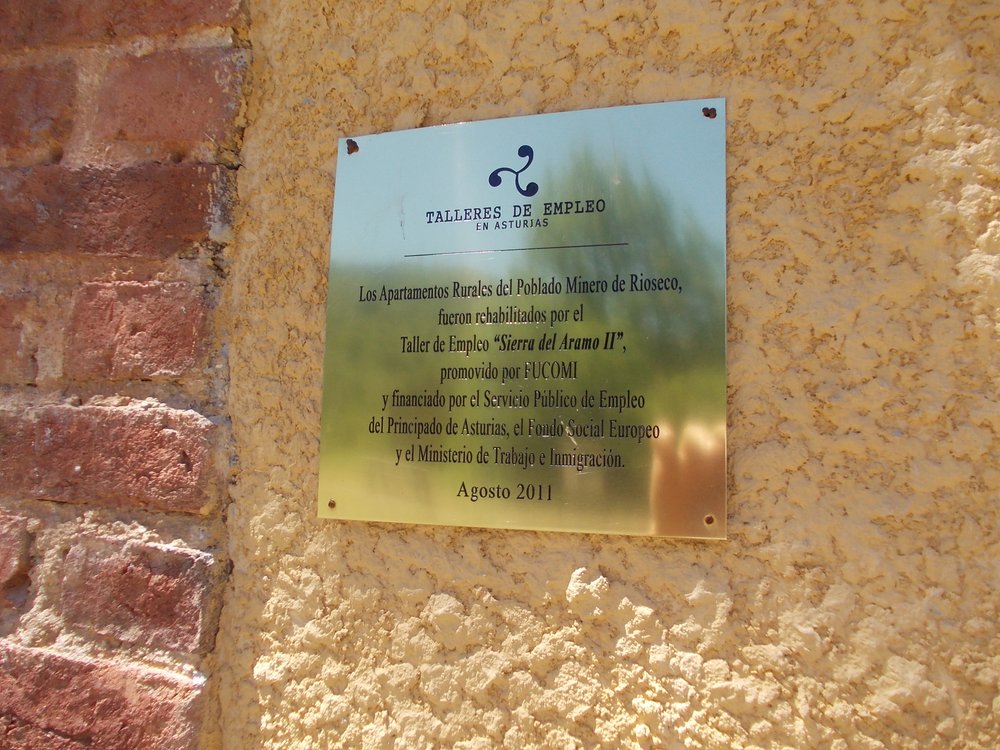 TALLERES DE EMPLEO
EN ASTURIAS
Los Apartamentos Rurales del Poblado Minero de Rioseco,
fueron rehabilitados por el
Taller de Empleo “Sierra del Aramo II”,
promovido por FUCOMI
y financiado por el Servicio Público de Empleo
del Principado de Asturias, el Fondo Social Europeo
y el Ministerio de Trabajo e Inmigración.
Agosto 2011